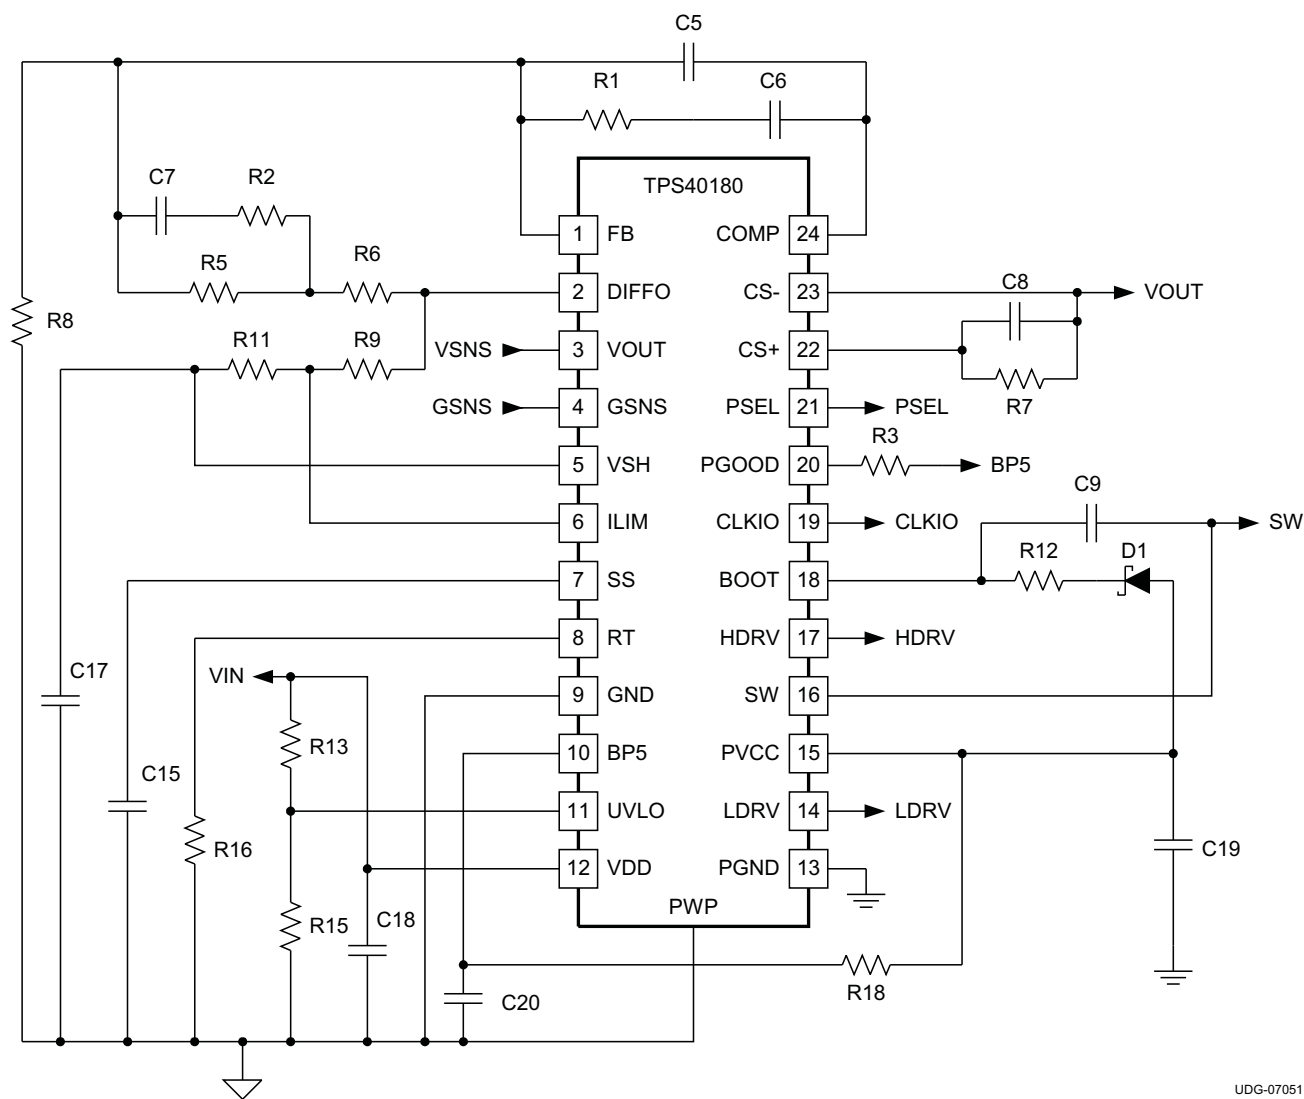 C5
R1 C6
TPS40180
C7 R2
1 FB COMP 24
R5 R6
2 DIFFO CS- 23 C8 VOUT
R8
R11 R9 VSNS 3 VOUT CS+ 22
GSNS 4 GSNS PSEL 21 PSEL R7
R3
5 VSH PGOOD 20 BP5
C9
6 ILIM CLKIO 19 CLKIO SW
R12 D1
7 SS BOOT 18
8 RT HDRV 17 HDRV
C17 VIN
9 GND SW 16
R13
10 BP5 PVCC 15
C15
11 UVLO LDRV 14 LDRV
R16 C19
12 VDD PGND 13
PWP
R15 C18
R18
C20
UDG-07051